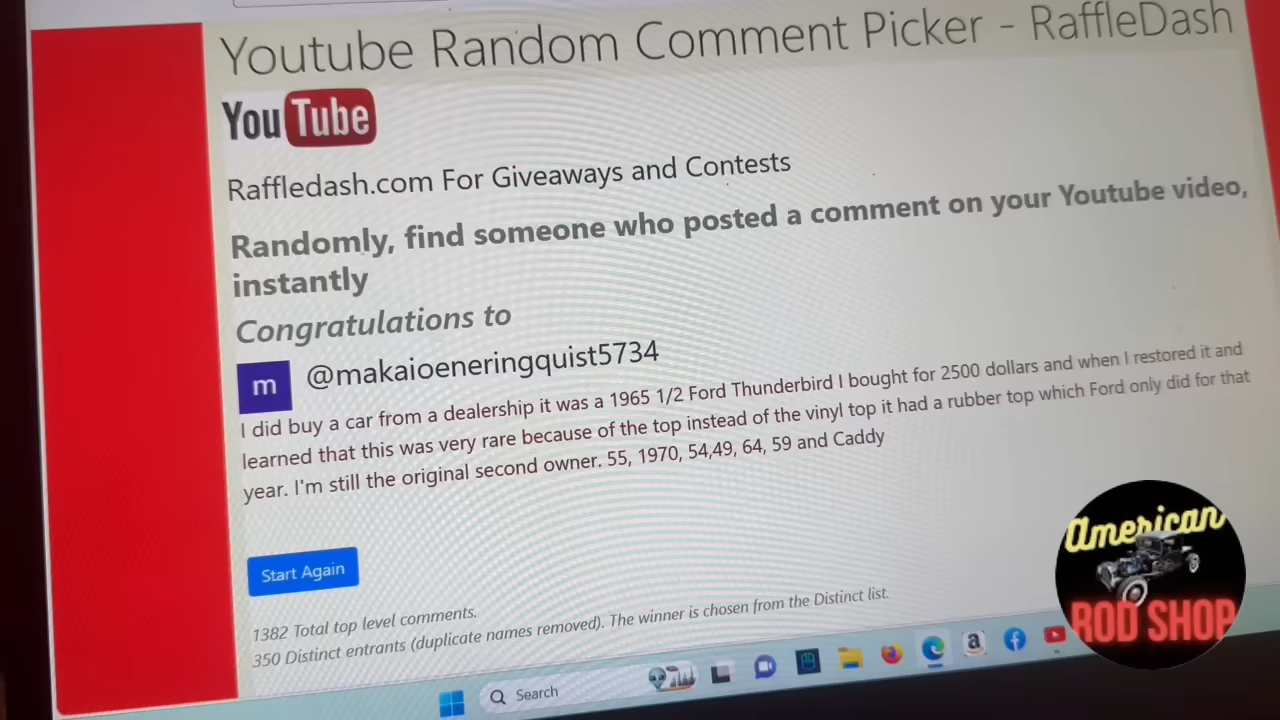 Youtube Random Comment Picker - RaffleDash
YouTube
Raffledash.com For Giveaways and Contests
Randomly, find someone who posted a comment on your Youtube video,
instantly
Congratulations to
m
@makaioeneringquist5734
I did buy a car from a dealership it was a 1965 1/2 Ford Thunderbird I bought for 2500 dollars and when I restored it and
learned that this was very rare because of the top instead of the vinyl top it had a rubber top which Ford only did for that
year. I'm still the original second owner. 55, 1970, 54,49, 64, 59 and Caddy
Start Again
1382 Total top level comments.
350 Distinct entrants (duplicate names removed). The winner is chosen from the Distinct list.
Search
a
American
ROD SHOP